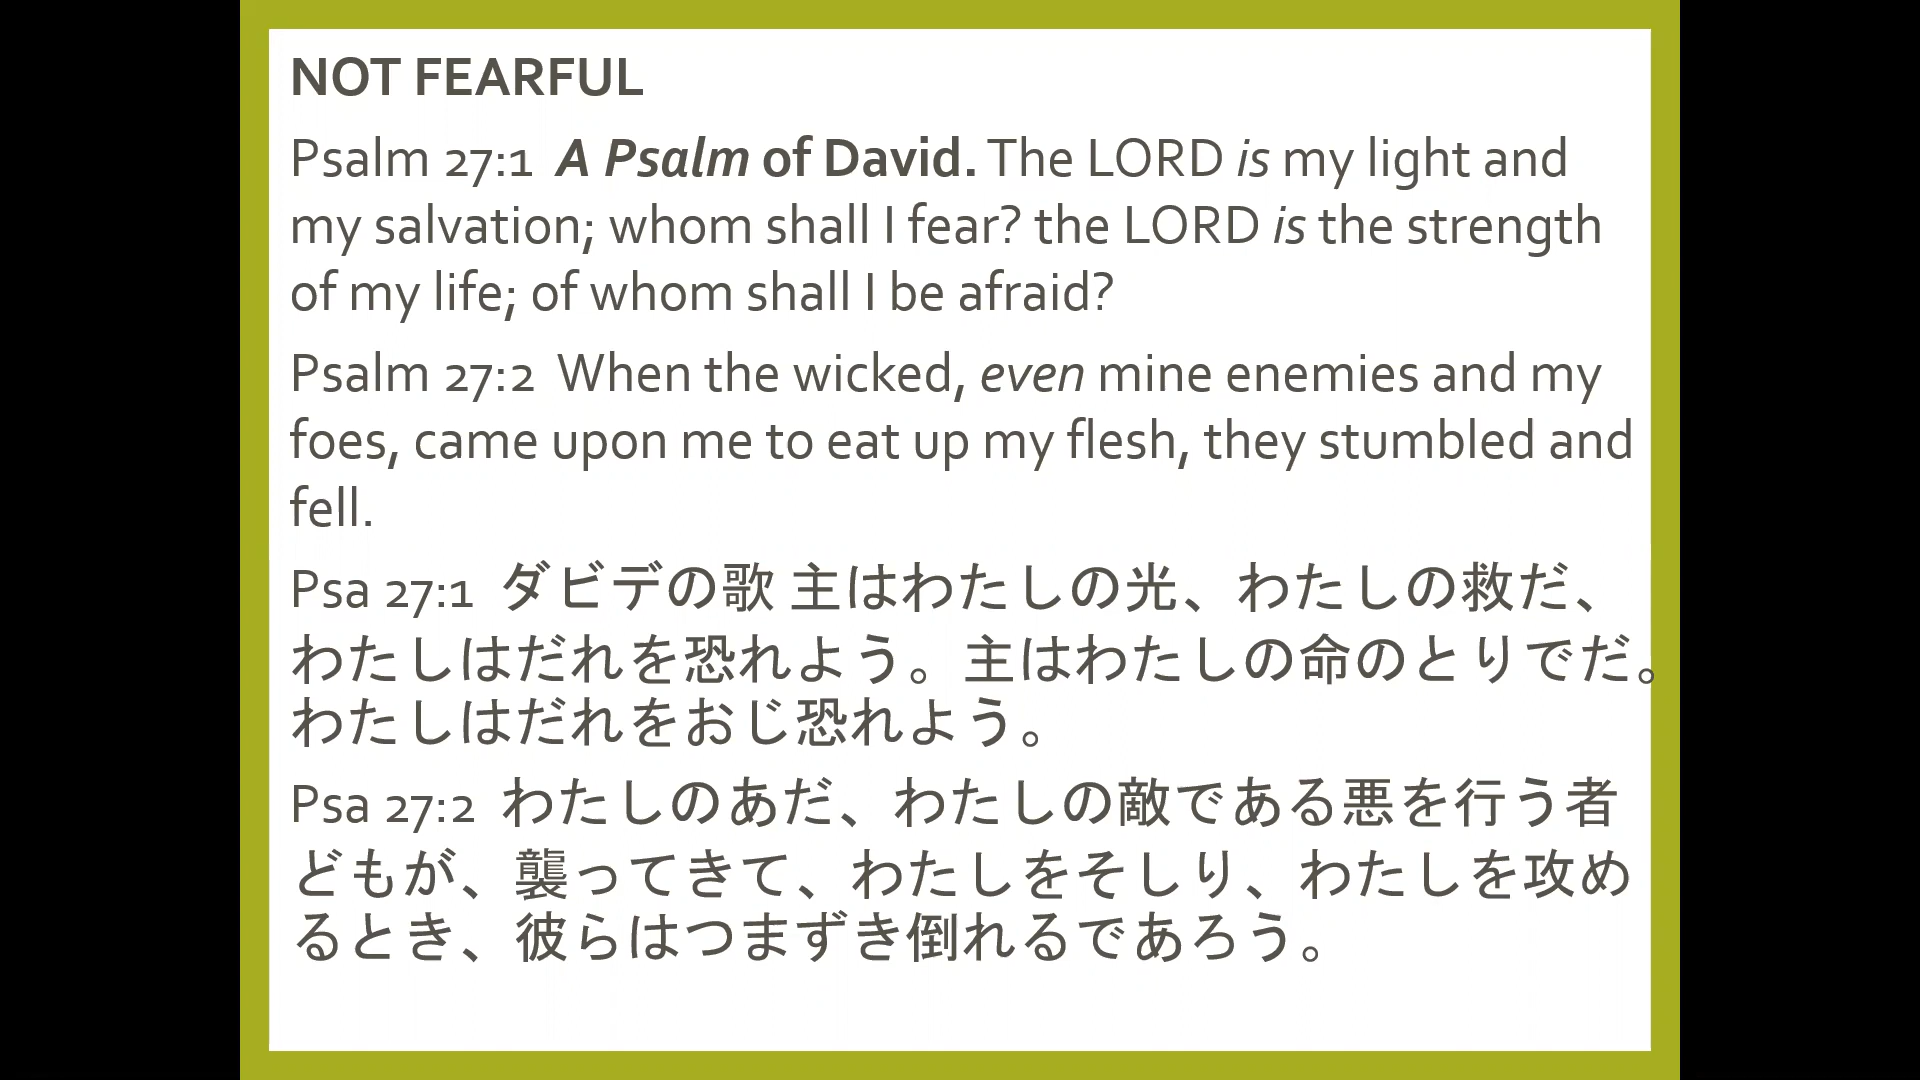 NOT FEARFUL
Psalm 27:1  A Psalm of David. The LORD is my light and
my salvation; whom shall I fear? the LORD is the strength
of my life; of whom shall I be afraid?
Psalm 27:2  When the wicked, even mine enemies and my
foes, came upon me to eat up my flesh, they stumbled and
fell.
Psa 27:1  ダビデの歌 主はわたしの光、わたしの救だ、
わたしはだれを恐れよう。主はわたしの命のとりでだ。
わたしはだれをおじ恐れよう。
Psa 27:2  わたしのあだ、わたしの敵である悪を行う者
どもが、襲ってきて、わたしをそしり、わたしを攻め
るとき、彼らはつまずき倒れるであろう。